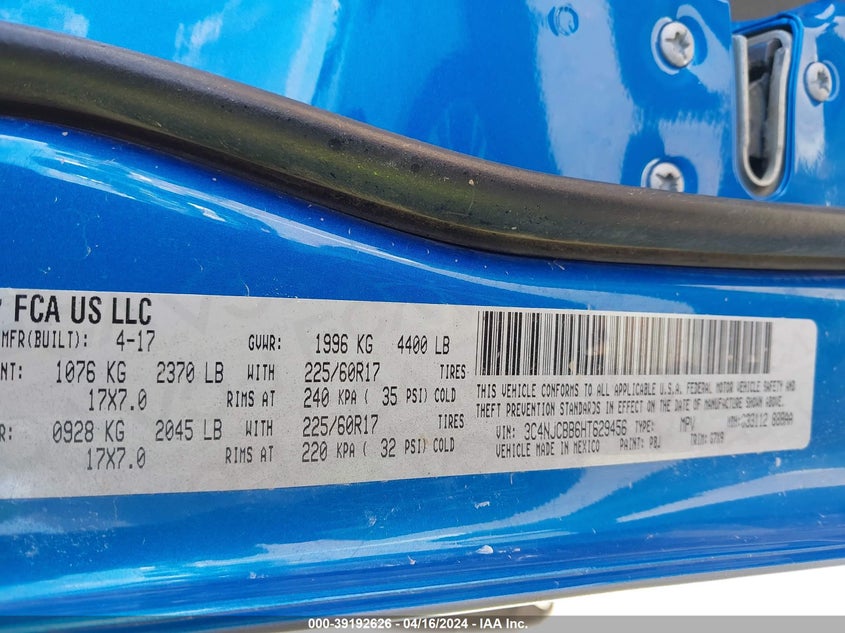 FCA US LLC
MFR(BUILT): 4-17 GVWR: 1996 KG 4400 LB
NT: 1076 KG 2370 LB WITH 225/60R17 TIRES
17X7.0 RIMS AT 240 KPA ( 35 PSI) COLD
R: 0928 KG 2045 LB WITH 225/60R17 TIRES
17X7.0 RIMS AT 220 KPA ( 32 PSI) COLD
THIS VEHICLE CONFORMS TO ALL APPLICABLE U.S.A. FEDERAL MOTOR VEHICLE SAFETY AND
THEFT PREVENTION STANDARDS IN EFFECT ON THE DATE OF MANUFACTURE SHOWN ABOVE.
VIN: 3C4NJCBB6HT629456 TYPE: MPV
VEHICLE MADE IN MEXICO PAINT: PBJ TRIM:
000-39192626 - 04/16/2024 - IAA Inc.